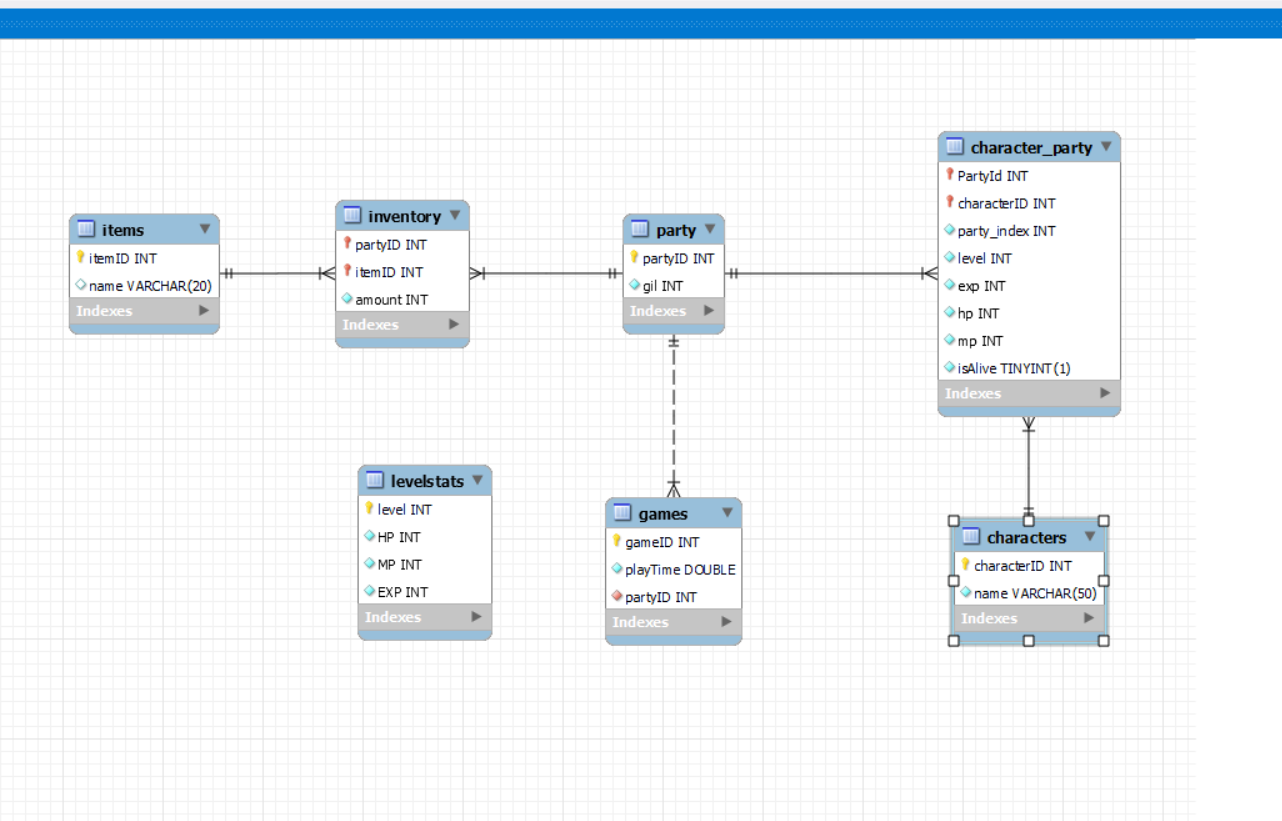 items
itemID INT
name VARCHAR(20)
Indexes
inventory
partyID INT
itemID INT
amount INT
Indexes
party
partyID INT
gil INT
Indexes
character_party
PartyId INT
characterID INT
party_index INT
level INT
exp INT
hp INT
mp INT
isAlive TINYINT(1)
Indexes
levelstats
level INT
HP INT
MP INT
EXP INT
Indexes
games
gameID INT
playTime DOUBLE
partyID INT
Indexes
characters
characterID INT
name VARCHAR(50)
Indexes